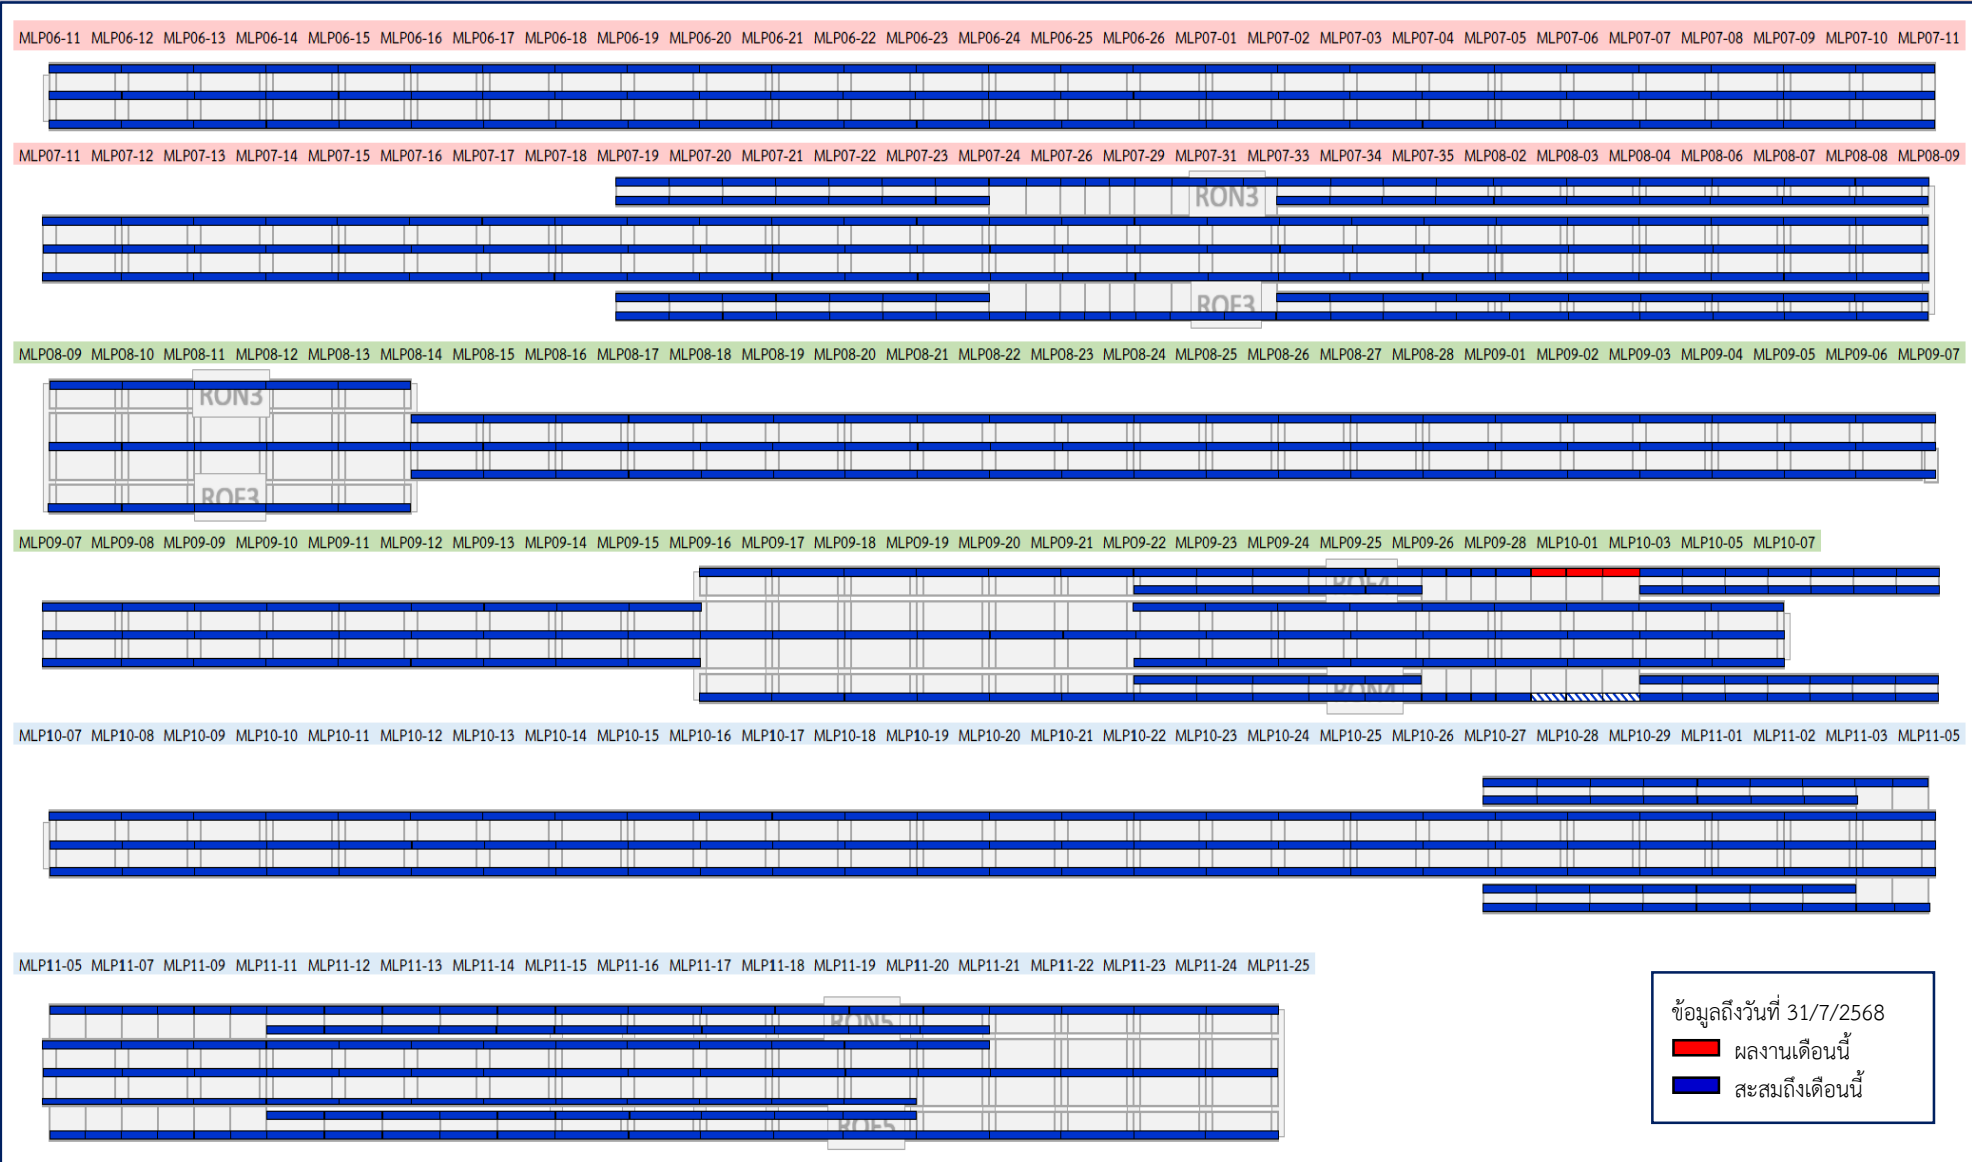 MLP06-11 MLP06-12 MLP06-13 MLP06-14 MLP06-15 MLP06-16 MLP06-17 MLP06-18 MLP06-19 MLP06-20 MLP06-21 MLP06-22 MLP06-23 MLP06-24 MLP06-25 MLP06-26 MLP07-01 MLP07-02 MLP07-03 MLP07-04 MLP07-05 MLP07-06 MLP07-07 MLP07-08 MLP07-09 MLP07-10 MLP07-11
MLP07-11 MLP07-12 MLP07-13 MLP07-14 MLP07-15 MLP07-16 MLP07-17 MLP07-18 MLP07-19 MLP07-20 MLP07-21 MLP07-22 MLP07-23 MLP07-24 MLP07-26 MLP07-29 MLP07-31 MLP07-33 MLP07-34 MLP07-35 MLP08-02 MLP08-03 MLP08-04 MLP08-06 MLP08-07 MLP08-08 MLP08-09
RON3
ROF3
MLP08-09 MLP08-10 MLP08-11 MLP08-12 MLP08-13 MLP08-14 MLP08-16 MLP08-16 MLP08-17 MLP08-18 MLP08-19 MLP08-20 MLP08-21 MLP08-22 MLP08-23 MLP08-24 MLP08-25 MLP08-26 MLP08-27 MLP08-28 MLP09-01 MLP09-02 MLP09-03 MLP09-04 MLP09-05 MLP09-06 MLP09-07
RON3
ROF3
MLP09-07 MLP09-08 MLP09-09 MLP09-10 MLP09-11 MLP09-12 MLP09-13 MLP09-14 MLP09-15 MLP09-16 MLP09-17 MLP09-18 MLP09-19 MLP09-20 MLP09-21 MLP09-22 MLP09-23 MLP09-24 MLP09-25 MLP09-26 MLP09-28 MLP10-01 MLP10-03 MLP10-05 MLP10-07
ROF4
RON4
MLP10-07 MLP10-08 MLP10-09 MLP10-10 MLP10-11 MLP10-12 MLP10-13 MLP10-14 MLP10-15 MLP10-16 MLP10-17 MLP10-18 MLP10-19 MLP10-20 MLP10-21 MLP10-22 MLP10-23 MLP10-24 MLP10-25 MLP10-26 MLP10-27 MLP10-28 MLP10-29 MLP11-01 MLP11-02 MLP11-03 MLP11-05
MLP11-05 MLP11-07 MLP11-09 MLP11-11 MLP11-12 MLP11-13 MLP11-14 MLP11-15 MLP11-16 MLP11-17 MLP11-18 MLP11-19 MLP11-20 MLP11-21 MLP11-22 MLP11-23 MLP11-24 MLP11-25
RON5
ROF5
ข้อมูลถึงวันที่ 31/7/2568
ผลงานเดือนนี้
สะสมถึงเดือนนี้